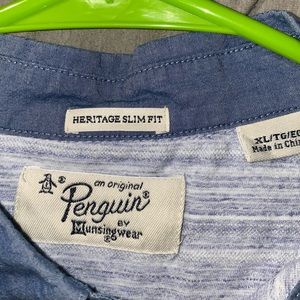 HERITAGE SLIM FIT
XL/TG/EG
Made in China
an original
Penguin®
BY
Munsingwear®